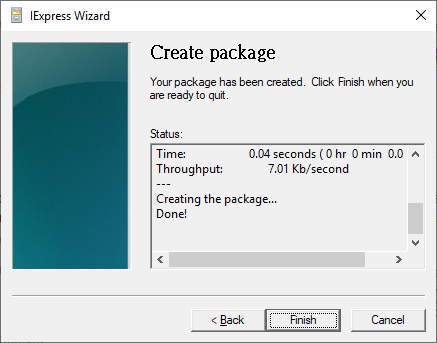 IExpress Wizard
Create package
Your package has been created.  Click Finish when you
are ready to quit.
Status:
Time: 0.04 seconds ( 0 hr  0 min  0.0
Throughput: 7.01 Kb/second
---
Creating the package...
Done!
< Back
Finish
Cancel